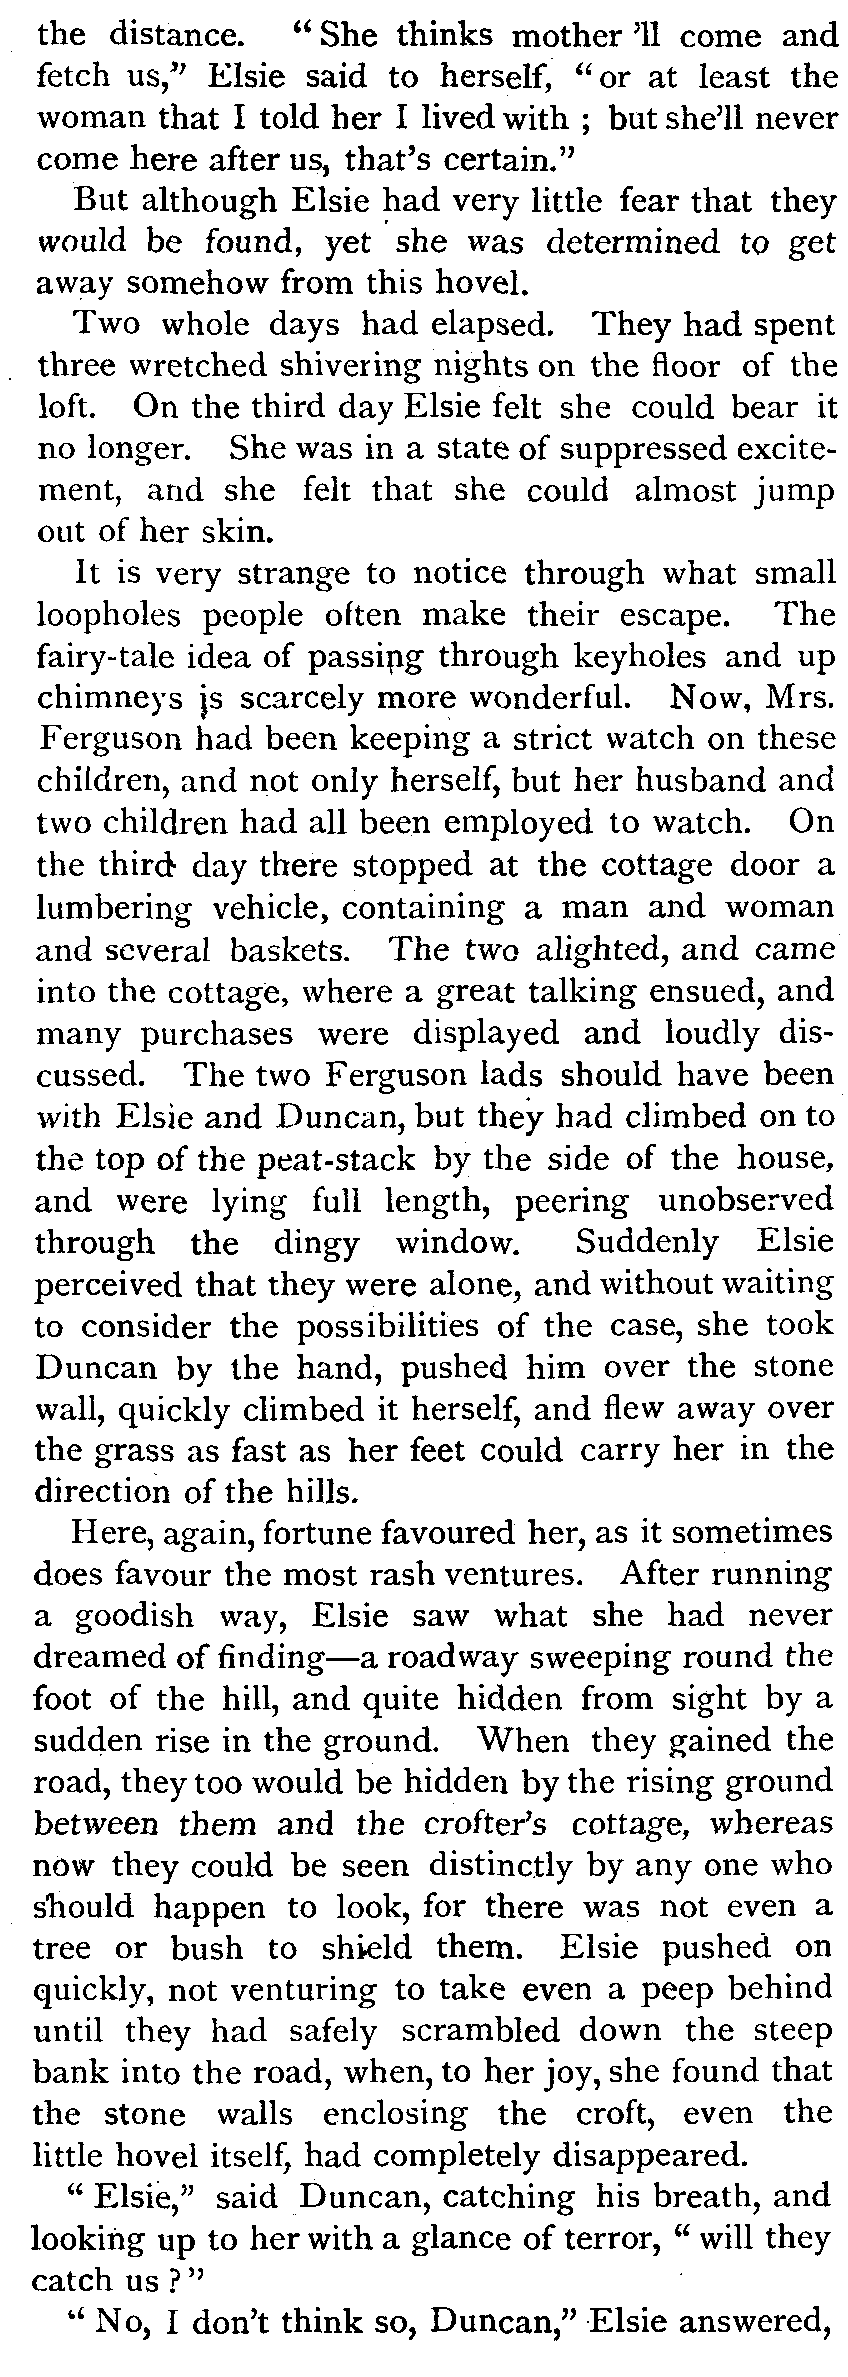 the distance. “She thinks mother ’ll come and
fetch us,” Elsie said to herself, “or at least the
woman that I told her I lived with ; but she’ll never
come here after us, that’s certain.”
But although Elsie had very little fear that they
would be found, yet she was determined to get
away somehow from this hovel.
Two whole days had elapsed. They had spent
three wretched shivering nights on the floor of the
loft. On the third day Elsie felt she could bear it
no longer. She was in a state of suppressed excite-
ment, and she felt that she could almost jump
out of her skin.
It is very strange to notice through what small
loopholes people often make their escape. The
fairy-tale idea of passing through keyholes and up
chimneys is scarcely more wonderful. Now, Mrs.
Ferguson had been keeping a strict watch on these
children, and not only herself, but her husband and
two children had all been employed to watch. On
the third day there stopped at the cottage door a
lumbering vehicle, containing a man and woman
and several baskets. The two alighted, and came
into the cottage, where a great talking ensued, and
many purchases were displayed and loudly dis-
cussed. The two Ferguson lads should have been
with Elsie and Duncan, but they had climbed on to
the top of the peat-stack by the side of the house,
and were lying full length, peering unobserved
through the dingy window. Suddenly Elsie
perceived that they were alone, and without waiting
to consider the possibilities of the case, she took
Duncan by the hand, pushed him over the stone
wall, quickly climbed it herself, and flew away over
the grass as fast as her feet could carry her in the
direction of the hills.
Here, again, fortune favoured her, as it sometimes
does favour the most rash ventures. After running
a goodish way, Elsie saw what she had never
dreamed of finding—a roadway sweeping round the
foot of the hill, and quite hidden from sight by a
sudden rise in the ground. When they gained the
road, they too would be hidden by the rising ground
between them and the crofter’s cottage, whereas
now they could be seen distinctly by any one who
should happen to look, for there was not even a
tree or bush to shield them. Elsie pushed on
quickly, not venturing to take even a peep behind
until they had safely scrambled down the steep
bank into the road, when, to her joy, she found that
the stone walls enclosing the croft, even the
little hovel itself, had completely disappeared.
“ Elsie,” said Duncan, catching his breath, and
looking up to her with a glance of terror, “ will they
catch us ?”
“ No, I don’t think so, Duncan,” Elsie answered,